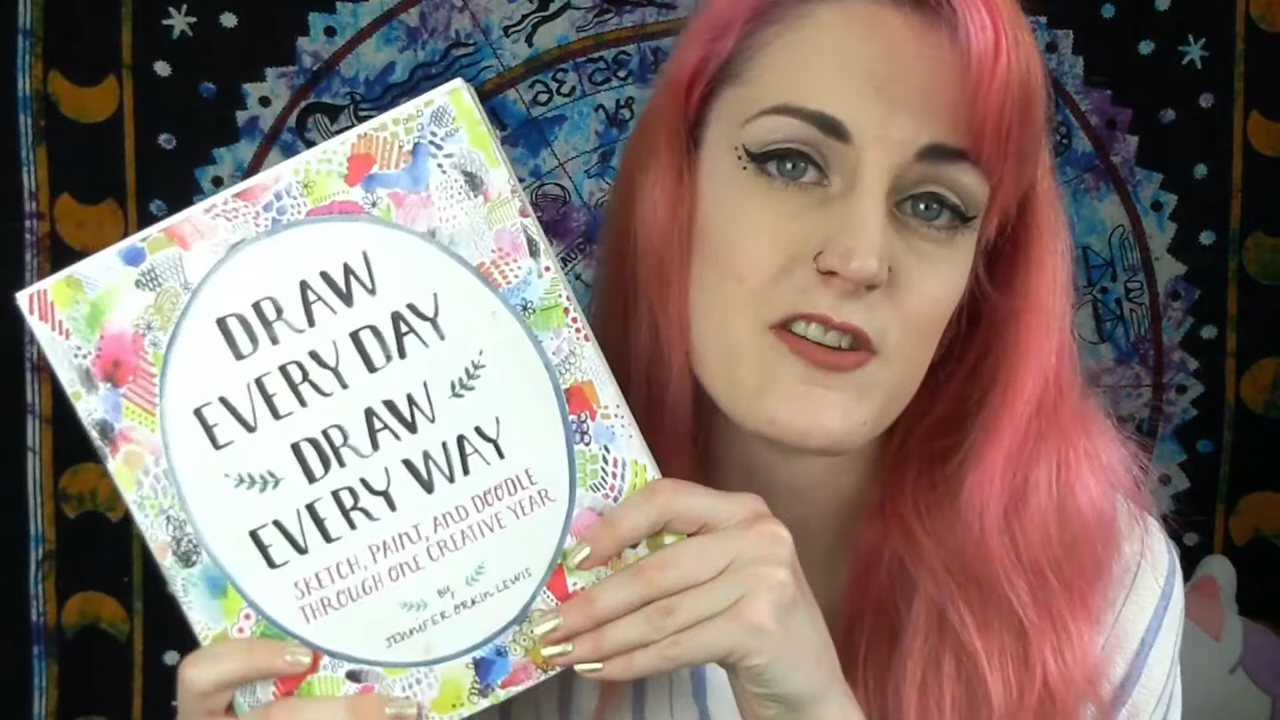 DRAW
EVERY DAY
DRAW
EVERY WAY
SKETCH, PAINT, AND DOODLE
THROUGH ONE CREATIVE YEAR
by
JENNIFER ORKIN LEWIS